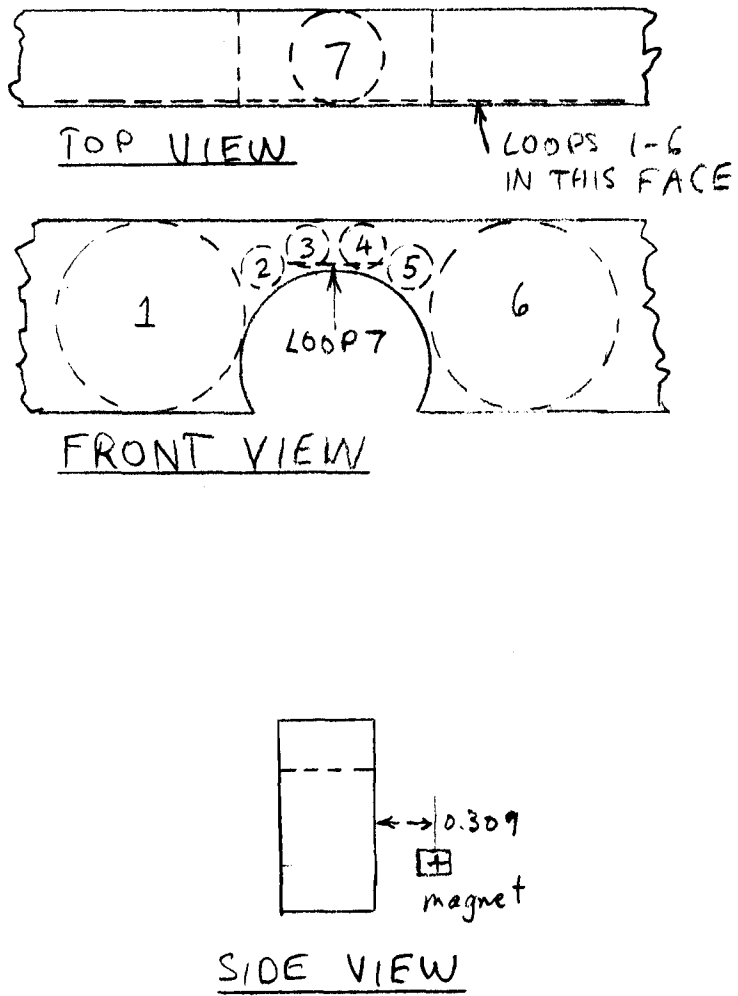 7
TOP VIEW
LOOPS 1-6
IN THIS FACE
1
2
3
4
5
6
LOOP 7
FRONT VIEW
0.309
magnet
SIDE VIEW